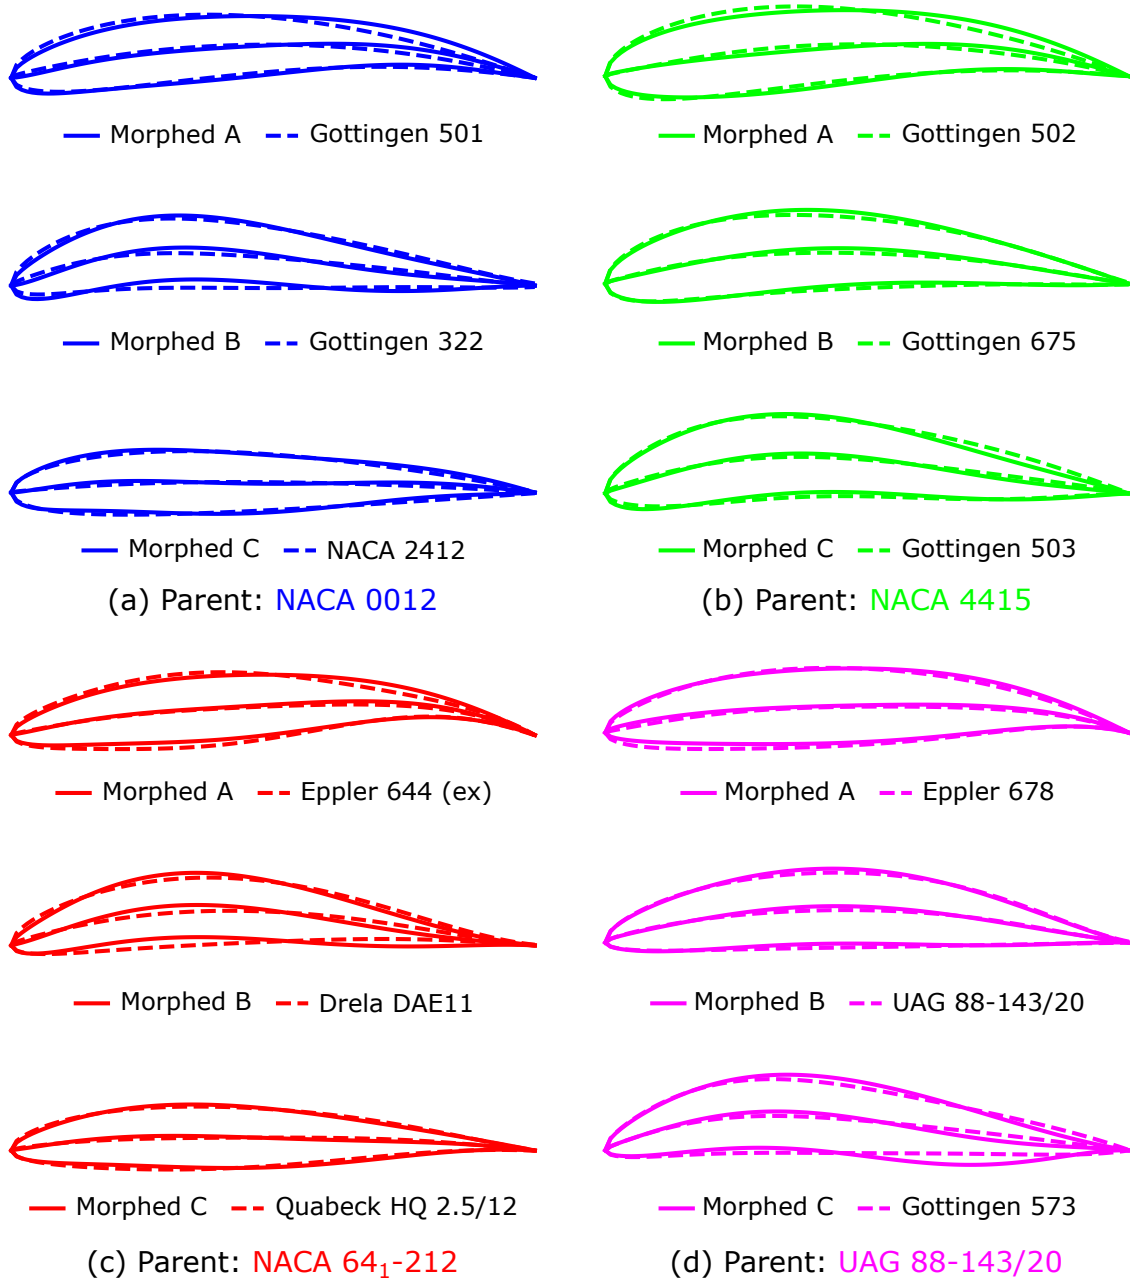 Morphed A Gottingen 501
Morphed B Gottingen 322
Morphed C NACA 2412
(a) Parent: NACA 0012
Morphed A Gottingen 502
Morphed B Gottingen 675
Morphed C Gottingen 503
(b) Parent: NACA 4415
Morphed A Eppler 644 (ex)
Morphed B Drela DAE11
Morphed C Quabeck HQ 2.5/12
(c) Parent: NACA 64₁-212
Morphed A Eppler 678
Morphed B UAG 88-143/20
Morphed C Gottingen 573
(d) Parent: UAG 88-143/20